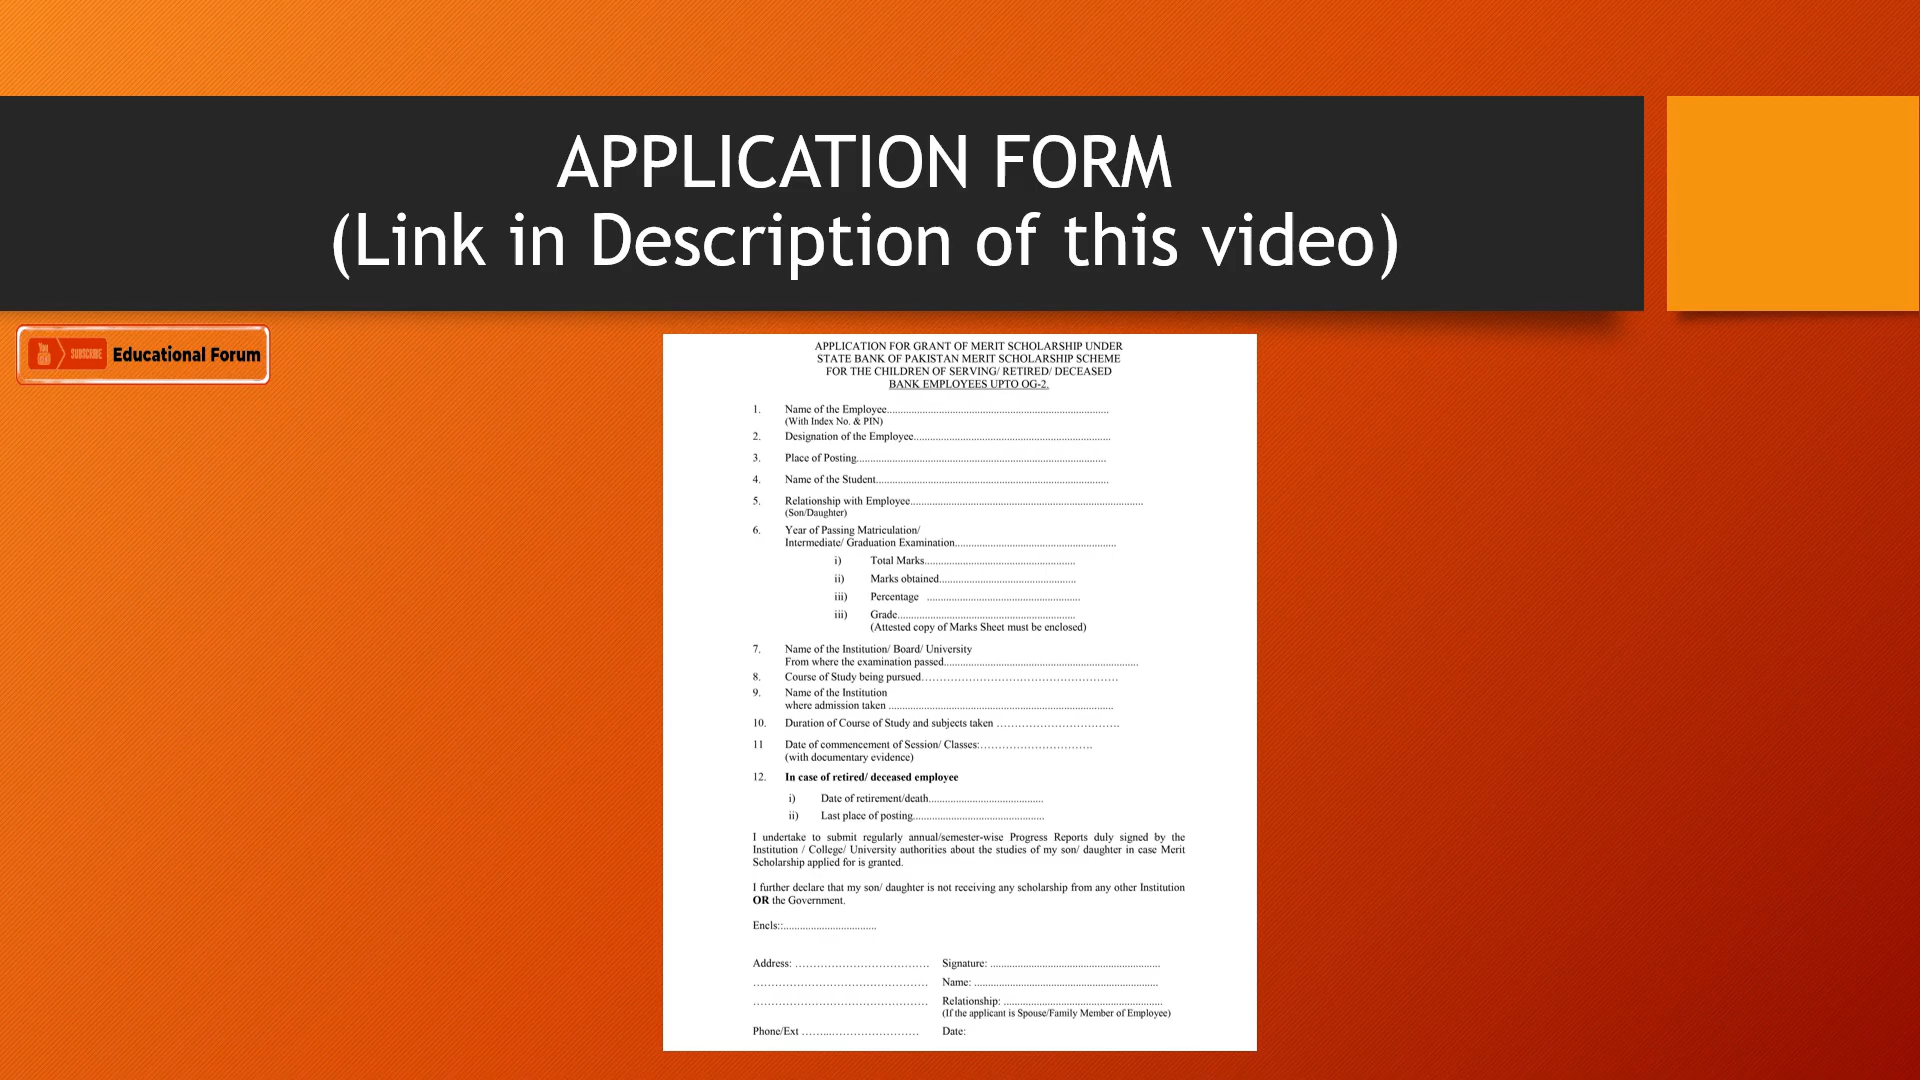 APPLICATION FORM
(Link in Description of this video)
You
SUBSCRIBE
Educational Forum
APPLICATION FOR GRANT OF MERIT SCHOLARSHIP UNDER
STATE BANK OF PAKISTAN MERIT SCHOLARSHIP SCHEME
FOR THE CHILDREN OF SERVING/ RETIRED/ DECEASED
BANK EMPLOYEES UPTO OG-2.
1. Name of the Employee....................................................................................
(With Index No. & PIN)
2. Designation of the Employee...........................................................................
3. Place of Posting...............................................................................................
4. Name of the Student........................................................................................
5. Relationship with Employee........................................................................................
(Son/Daughter)
6. Year of Passing Matriculation/
Intermediate/ Graduation Examination.............................................................
i) Total Marks.........................................................
ii) Marks obtained....................................................
iii) Percentage ..........................................................
iii) Grade...................................................................
(Attested copy of Marks Sheet must be enclosed)
7. Name of the Institution/ Board/ University
From where the examination passed..........................................................................
8. Course of Study being pursued………………………………………………
9. Name of the Institution
where admission taken .....................................................................................
10. Duration of Course of Study and subjects taken …………………………….
11 Date of commencement of Session/ Classes:………………………….
(with documentary evidence)
12. In case of retired/ deceased employee
i) Date of retirement/death...........................................
ii) Last place of posting.................................................
I undertake to submit regularly annual/semester-wise Progress Reports duly signed by the
Institution / College/ University authorities about the studies of my son/ daughter in case Merit
Scholarship applied for is granted.
I further declare that my son/ daughter is not receiving any scholarship from any other Institution
OR the Government.
Encls::...................................
Address: ………………………………. Signature: ................................................................
………………………………………… Name: .....................................................................
………………………………………… Relationship: ............................................................
(If the applicant is Spouse/Family Member of Employee)
Phone/Ext ……...…………………… Date: